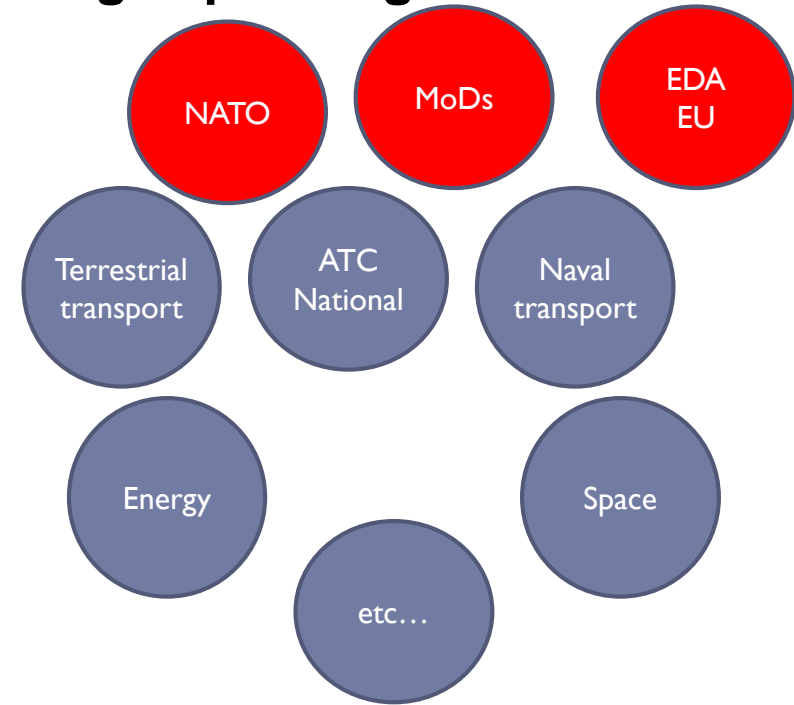 NATO
MoDs
EDA
EU
Terrestrial
transport
ATC
National
Naval
transport
Energy
Space
etc…